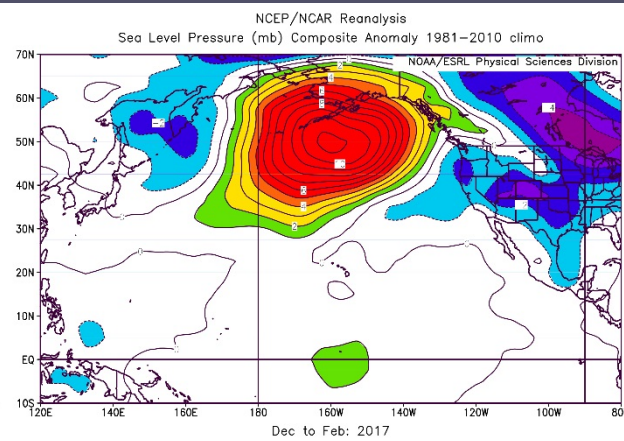 NCEP/NCAR Reanalysis
Sea Level Pressure (mb) Composite Anomaly 1981-2010 climo
NOAA/ESRL Physical Sciences Division
70N
60N
50N
40N
30N
20N
10N
EQ
10S
120E 140E 160E 180 160W 140W 120W 100W 80W
Dec to Feb: 2017